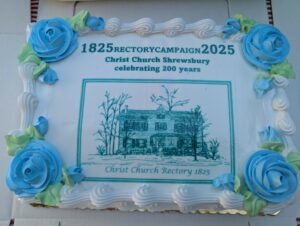 1825RECTORYCAMPAIGN2025
Christ Church Shrewsbury
celebrating 200 years
Christ Church Rectory 1825